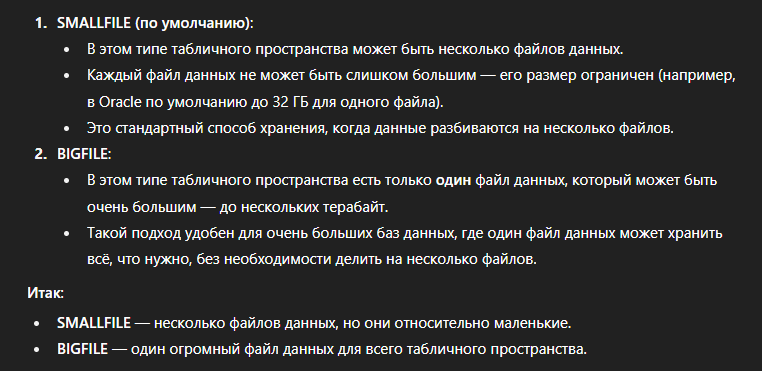 1. SMALLFILE (по умолчанию):
• В этом типе табличного пространства может быть несколько файлов данных.
• Каждый файл данных не может быть слишком большим — его размер ограничен (например,
в Oracle по умолчанию до 32 ГБ для одного файла).
• Это стандартный способ хранения, когда данные разбиваются на несколько файлов.
2. BIGFILE:
• В этом типе табличного пространства есть только один файл данных, который может быть
очень большим — до нескольких терабайт.
• Такой подход удобен для очень больших баз данных, где один файл данных может хранить
всё, что нужно, без необходимости делить на несколько файлов.
Итак:
• SMALLFILE — несколько файлов данных, но они относительно маленькие.
• BIGFILE — один огромный файл данных для всего табличного пространства.